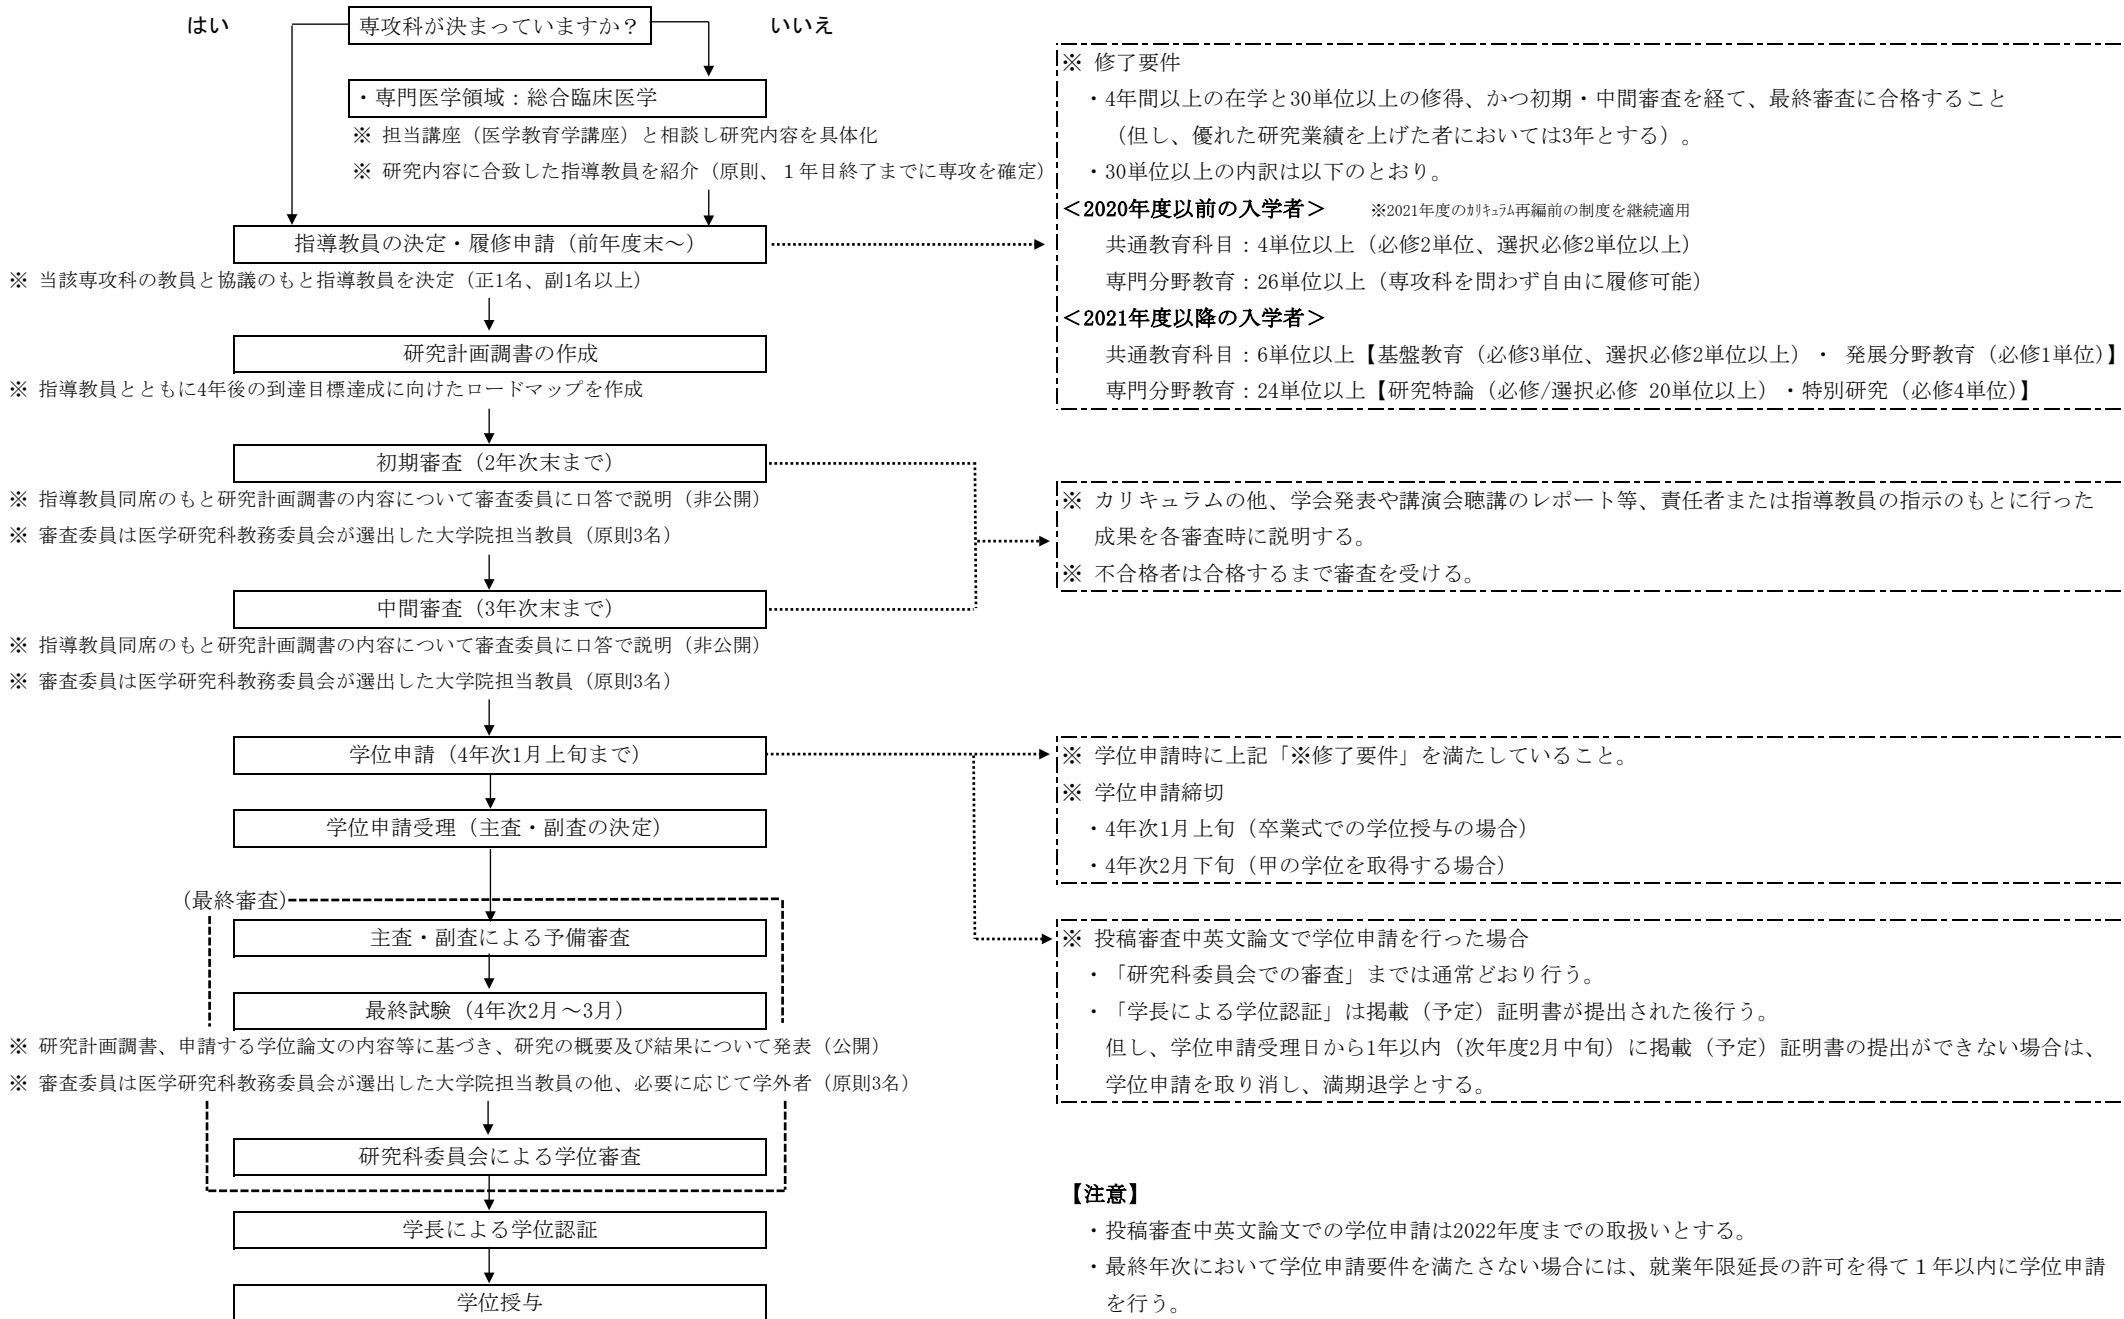 はい
専攻科が決まっていますか？
いいえ
・専門医学領域：総合臨床医学
※ 担当講座（医学教育学講座）と相談し研究内容を具体化
※ 研究内容に合致した指導教員を紹介（原則、１年目終了までに専攻を確定）
指導教員の決定・履修申請（前年度末～）
※ 当該専攻科の教員と協議のもと指導教員を決定（正1名、副1名以上）
研究計画調書の作成
※ 指導教員とともに4年後の到達目標達成に向けたロードマップを作成
初期審査（2年次末まで）
※ 指導教員同席のもと研究計画調書の内容について審査委員に口答で説明（非公開）
※ 審査委員は医学研究科教務委員会が選出した大学院担当教員（原則3名）
中間審査（3年次末まで）
※ 指導教員同席のもと研究計画調書の内容について審査委員に口答で説明（非公開）
※ 審査委員は医学研究科教務委員会が選出した大学院担当教員（原則3名）
学位申請（4年次1月上旬まで）
学位申請受理（主査・副査の決定）
（最終審査）
主査・副査による予備審査
最終試験（4年次2月～3月）
※ 研究計画調書、申請する学位論文の内容等に基づき、研究の概要及び結果について発表（公開）
※ 審査委員は医学研究科教務委員会が選出した大学院担当教員の他、必要に応じて学外者（原則3名）
研究科委員会による学位審査
学長による学位認証
学位授与
※ 修了要件
・4年間以上の在学と30単位以上の修得、かつ初期・中間審査を経て、最終審査に合格すること
（但し、優れた研究業績を上げた者においては3年とする）。
・30単位以上の内訳は以下のとおり。
＜2020年度以前の入学者＞ ※2021年度のｶﾘｷｭﾗﾑ再編前の制度を継続適用
共通教育科目：4単位以上（必修2単位、選択必修2単位以上）
専門分野教育：26単位以上（専攻科を問わず自由に履修可能）
＜2021年度以降の入学者＞
共通教育科目：6単位以上【基盤教育（必修3単位、選択必修2単位以上）・ 発展分野教育（必修1単位）】
専門分野教育：24単位以上【研究特論（必修/選択必修 20単位以上）・特別研究（必修4単位）】
※ カリキュラムの他、学会発表や講演会聴講のレポート等、責任者または指導教員の指示のもとに行った
成果を各審査時に説明する。
※ 不合格者は合格するまで審査を受ける。
※ 学位申請時に上記「※修了要件」を満たしていること。
※ 学位申請締切
・4年次1月上旬（卒業式での学位授与の場合）
・4年次2月下旬（甲の学位を取得する場合）
※ 投稿審査中英文論文で学位申請を行った場合
・「研究科委員会での審査」までは通常どおり行う。
・「学長による学位認証」は掲載（予定）証明書が提出された後行う。
但し、学位申請受理日から1年以内（次年度2月中旬）に掲載（予定）証明書の提出ができない場合は、
学位申請を取り消し、満期退学とする。
【注意】
・投稿審査中英文論文での学位申請は2022年度までの取扱いとする。
・最終年次において学位申請要件を満たさない場合には、就業年限延長の許可を得て１年以内に学位申請
を行う。